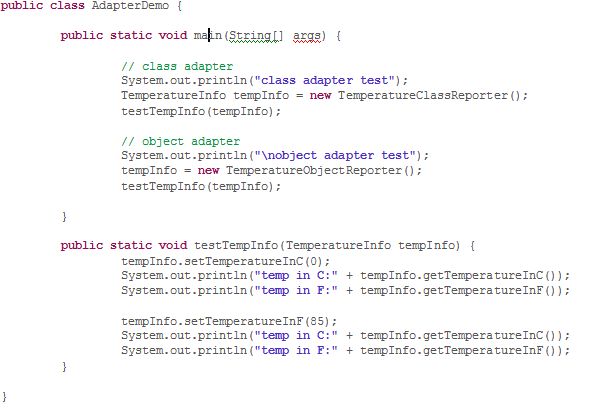 public class AdapterDemo {
public static void main(String[] args) {
// class adapter
System.out.println("class adapter test");
TemperatureInfo tempInfo = new TemperatureClassReporter();
testTempInfo(tempInfo);
// object adapter
System.out.println("\nobject adapter test");
tempInfo = new TemperatureObjectReporter();
testTempInfo(tempInfo);
}
public static void testTempInfo(TemperatureInfo tempInfo) {
tempInfo.setTemperatureInC(0);
System.out.println("temp in C:" + tempInfo.getTemperatureInC());
System.out.println("temp in F:" + tempInfo.getTemperatureInF());
tempInfo.setTemperatureInF(85);
System.out.println("temp in C:" + tempInfo.getTemperatureInC());
System.out.println("temp in F:" + tempInfo.getTemperatureInF());
}
}